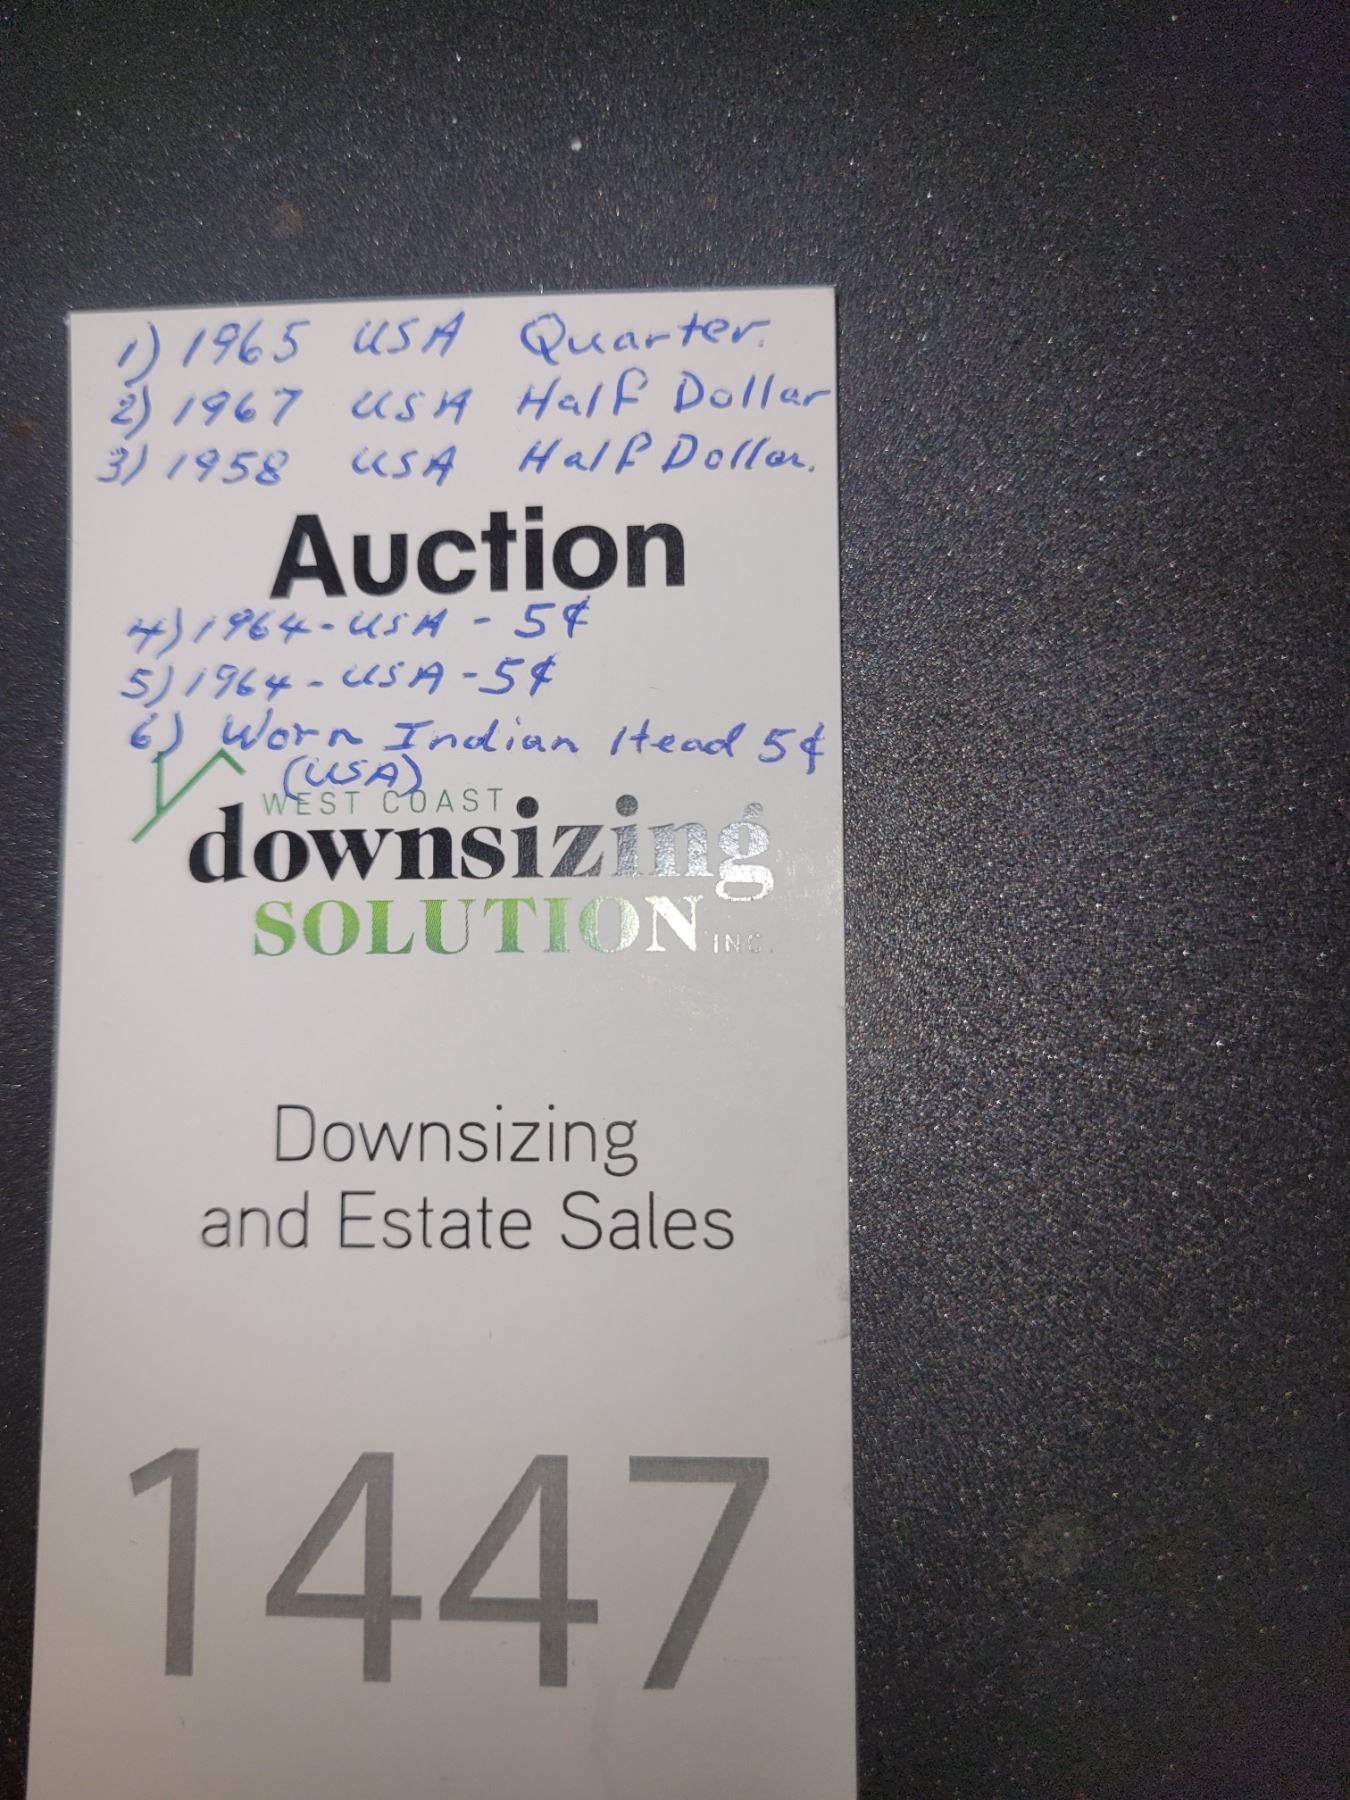 1) 1965 USA Quarter.
2) 1967 USA Half Dollar
3) 1958 USA Half Dollar.
Auction
4) 1964 - USA - 5¢
5) 1964 - USA - 5¢
6) Worn Indian Head 5¢
(USA)
WEST COAST
downsizing
SOLUTION INC.
Downsizing
and Estate Sales
1447